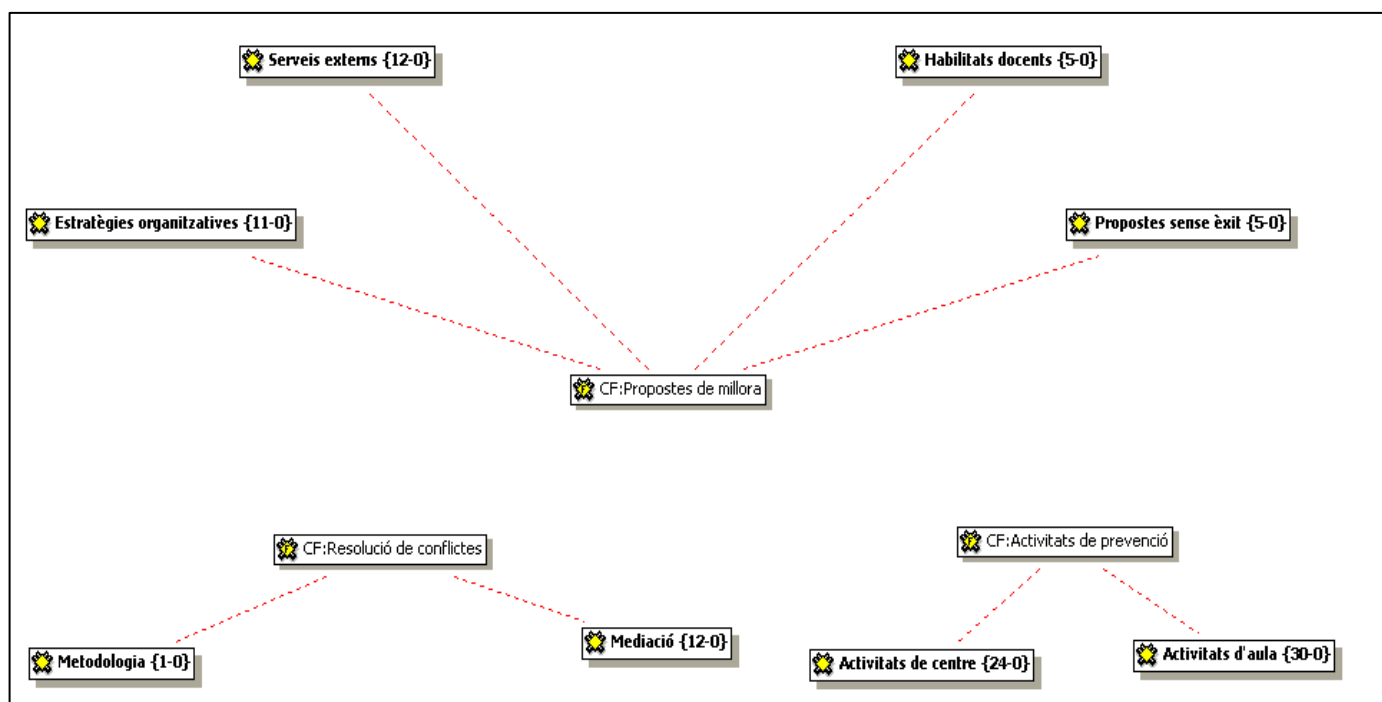 Serveis externs {12-0}
Habilitats docents {5-0}
Estratègies organitzatives {11-0}
Propostes sense èxit {5-0}
CF:Propostes de millora
CF:Resolució de conflictes
CF:Activitats de prevenció
Metodologia {1-0}
Mediació {12-0}
Activitats de centre {24-0}
Activitats d'aula {30-0}